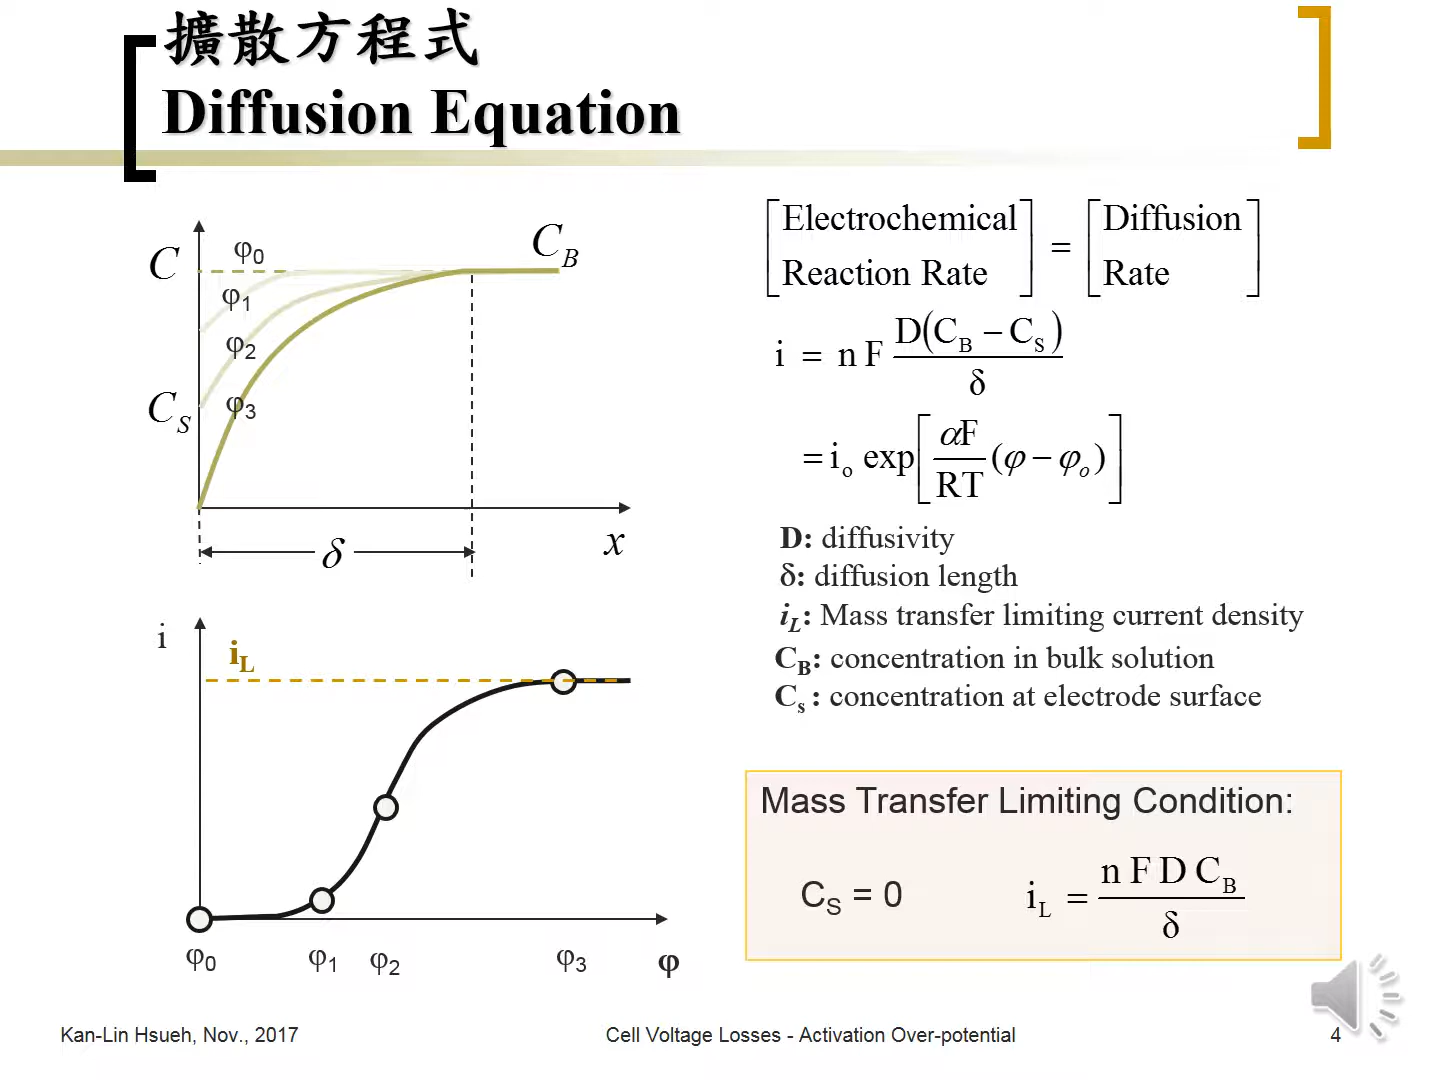 擴散方程式
Diffusion Equation
C
φ0
C_B
φ1
φ2
C_S
φ3
x
δ
i
i_L
φ0
φ1
φ2
φ3
φ
[Electrochemical Reaction Rate] = [Diffusion Rate]
i = n F D(C_B − C_S) / δ
= i_o exp[αF/RT (φ − φ_o)]
D: diffusivity
δ: diffusion length
i_L: Mass transfer limiting current density
C_B: concentration in bulk solution
C_s : concentration at electrode surface
Mass Transfer Limiting Condition:
C_S = 0
i_L = n F D C_B / δ
Kan-Lin Hsueh, Nov., 2017
Cell Voltage Losses - Activation Over-potential
4